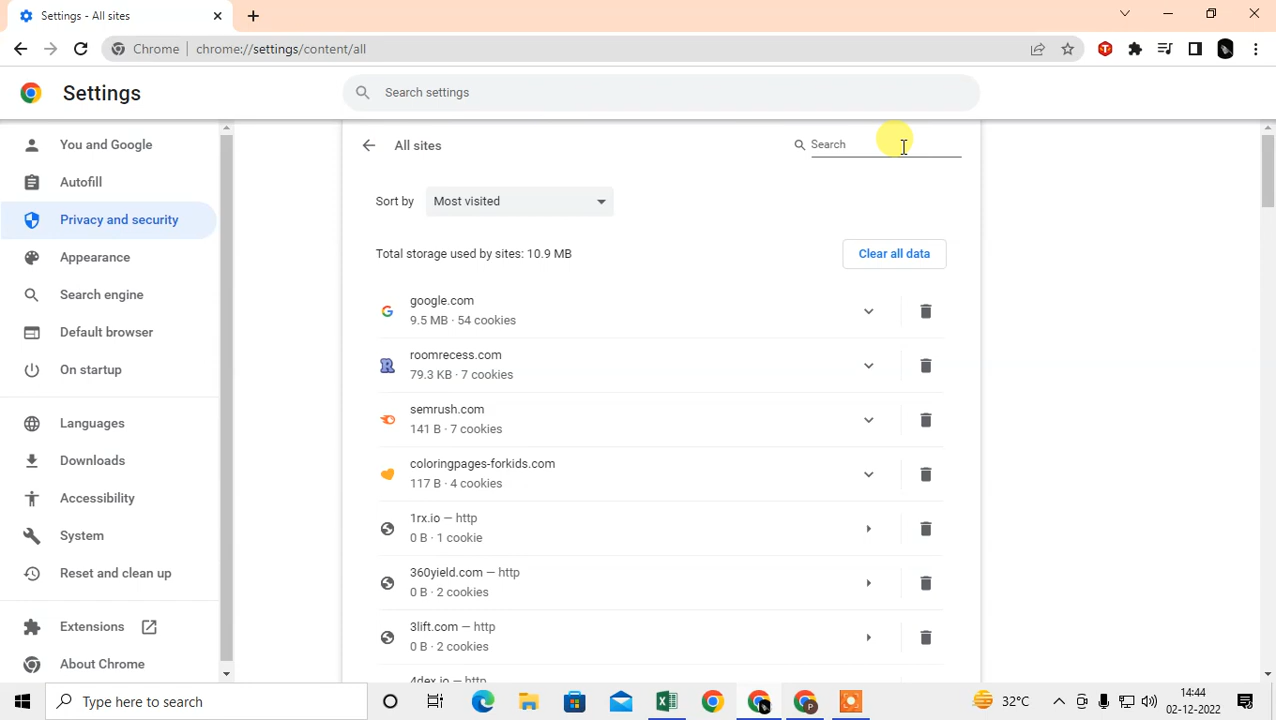 Settings - All sites
Chrome
chrome://settings/content/all
Settings
Search settings
You and Google
Autofill
Privacy and security
Appearance
Search engine
Default browser
On startup
Languages
Downloads
Accessibility
System
Reset and clean up
Extensions
About Chrome
All sites
Search
Sort by
Most visited
Total storage used by sites: 10.9 MB
Clear all data
google.com
9.5 MB · 54 cookies
roomrecess.com
79.3 KB · 7 cookies
semrush.com
141 B · 7 cookies
coloringpages-forkids.com
117 B · 4 cookies
1rx.io — http
0 B · 1 cookie
360yield.com — http
0 B · 2 cookies
3lift.com — http
0 B · 2 cookies
4dex.io — http
Type here to search
P
32°C
14:44
02-12-2022